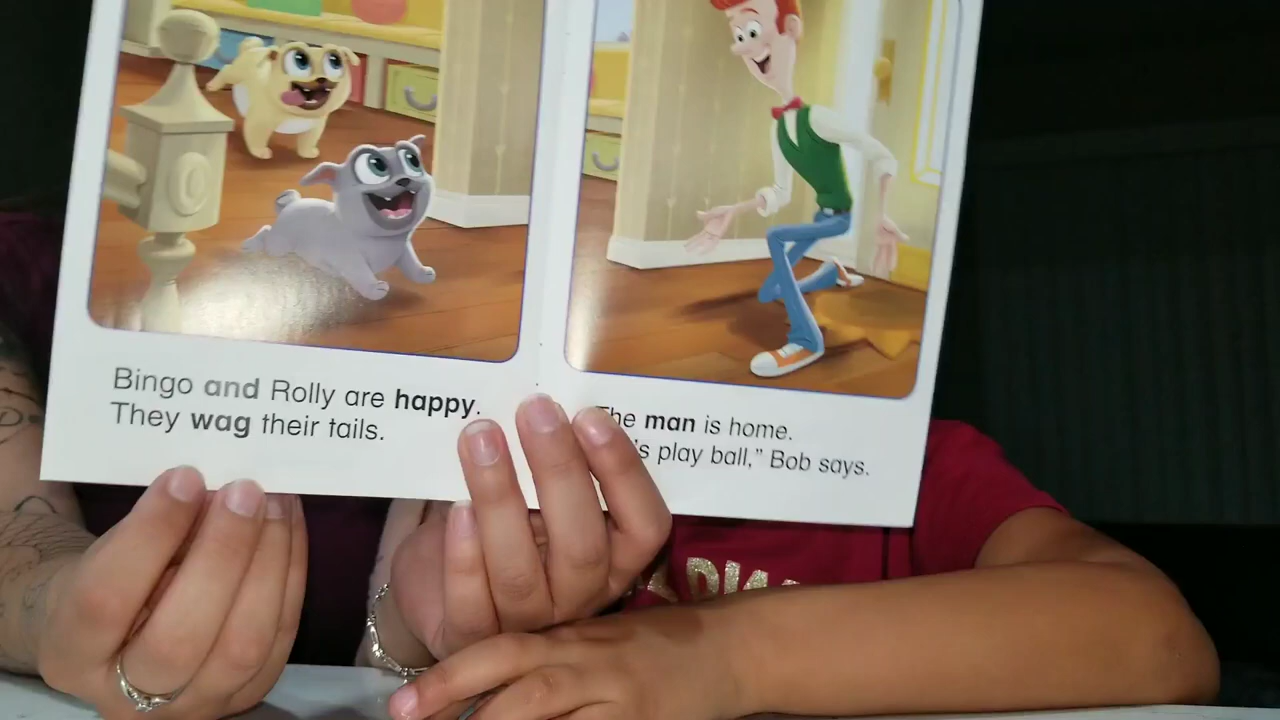 Bingo and Rolly are happy.
They wag their tails.
The man is home.
play ball," Bob says.